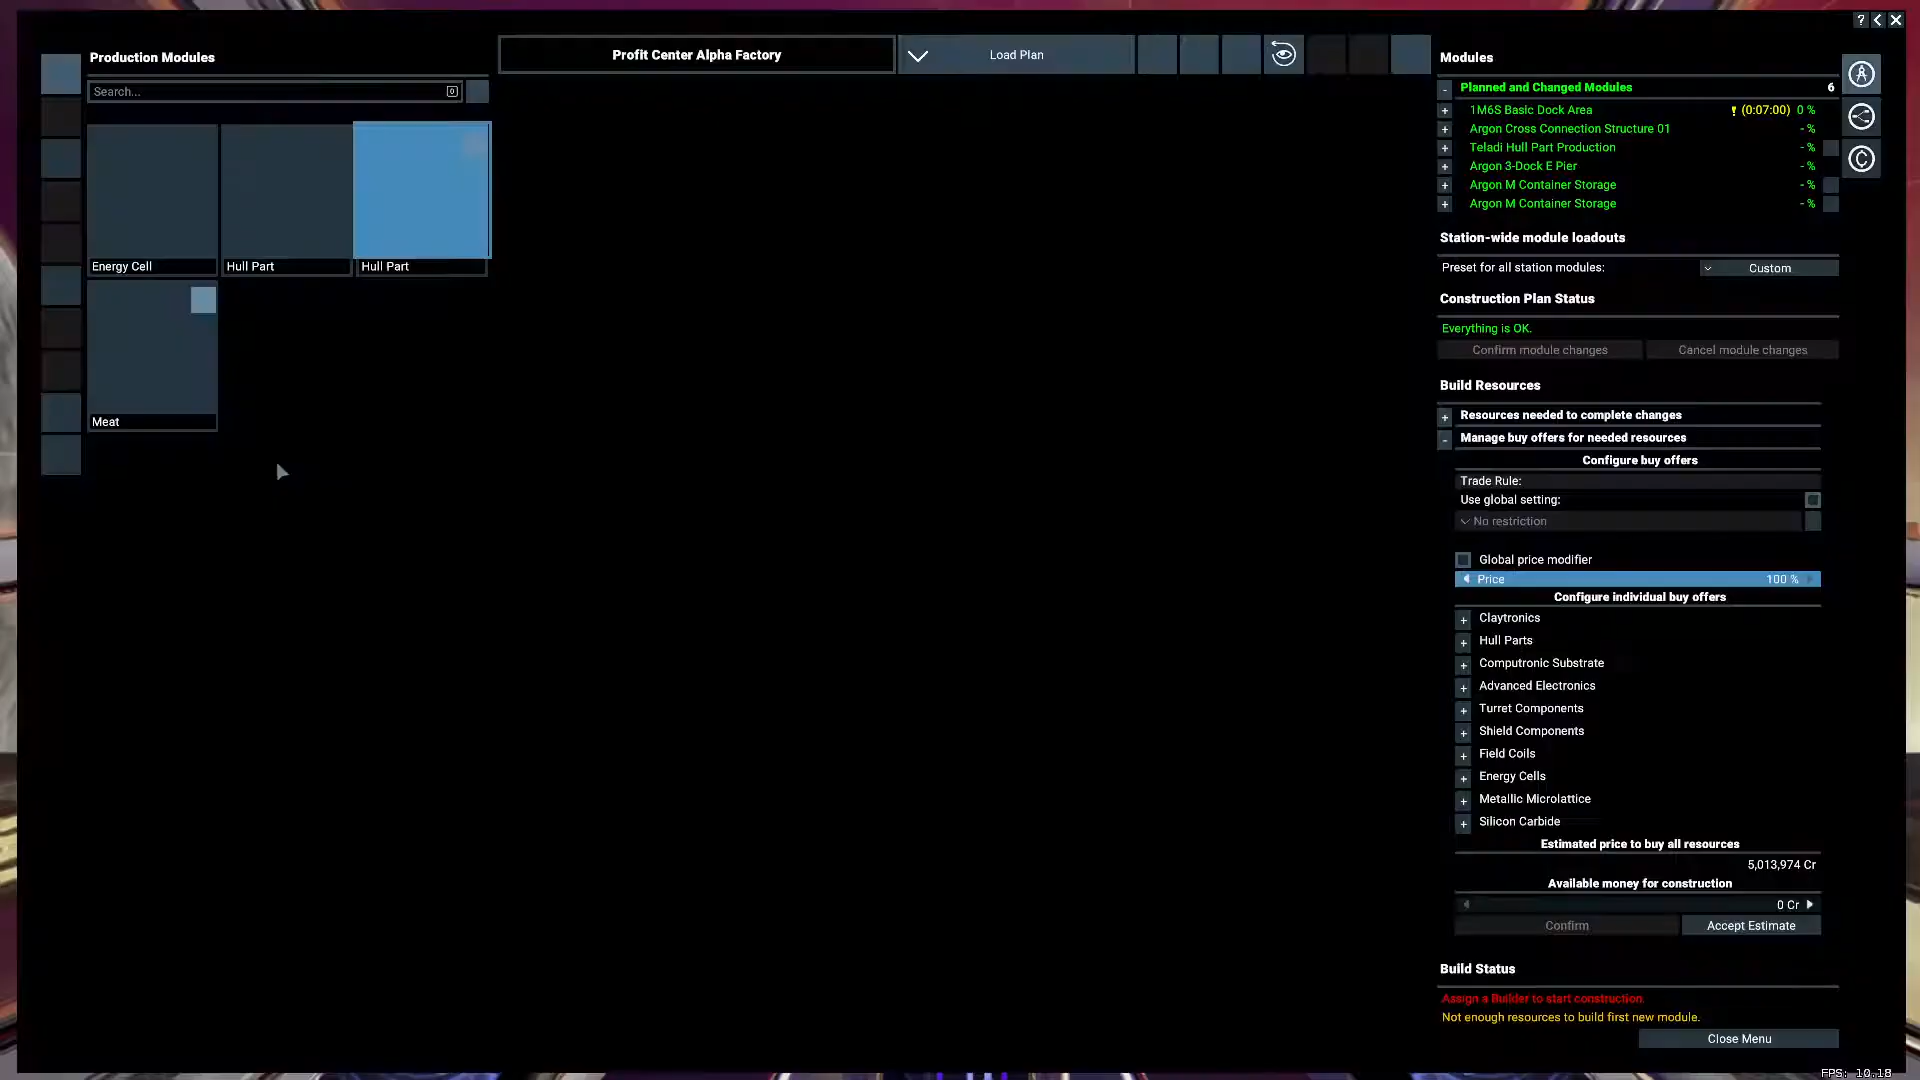 ?
Production Modules
Search...
0
Energy Cell
Hull Part
Hull Part
Meat
Profit Center Alpha Factory
Load Plan
Modules
- Planned and Changed Modules 6
+ 1M6S Basic Dock Area ! (0:07:00) 0 %
+ Argon Cross Connection Structure 01 - %
+ Teladi Hull Part Production - %
+ Argon 3-Dock E Pier - %
+ Argon M Container Storage - %
+ Argon M Container Storage - %
Station-wide module loadouts
Preset for all station modules: Custom
Construction Plan Status
Everything is OK.
Confirm module changes Cancel module changes
Build Resources
+ Resources needed to complete changes
- Manage buy offers for needed resources
Configure buy offers
Trade Rule:
Use global setting:
No restriction
Global price modifier
Price 100 %
Configure individual buy offers
+ Claytronics
+ Hull Parts
+ Computronic Substrate
+ Advanced Electronics
+ Turret Components
+ Shield Components
+ Field Coils
+ Energy Cells
+ Metallic Microlattice
+ Silicon Carbide
Estimated price to buy all resources
5,013,974 Cr
Available money for construction
0 Cr
Confirm Accept Estimate
Build Status
Assign a Builder to start construction.
Not enough resources to build first new module.
Close Menu
FPS: 10.18